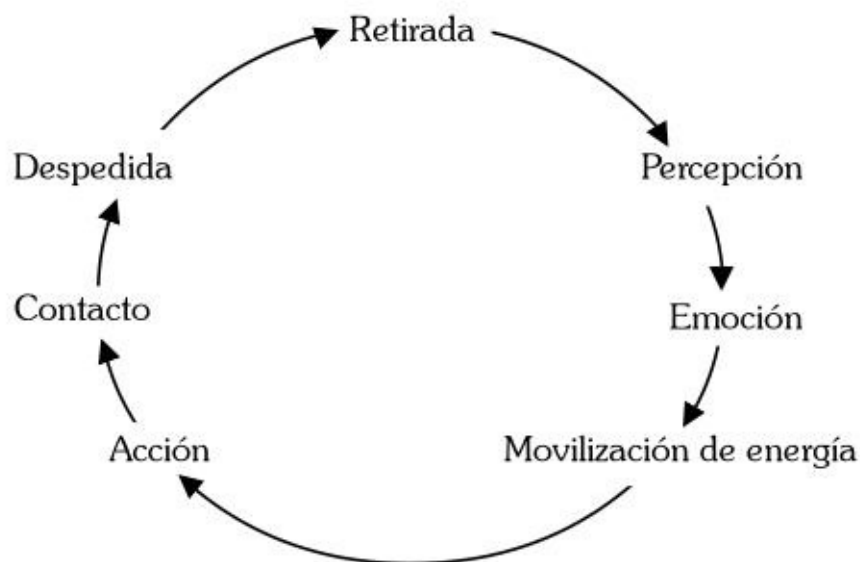 Retirada
Percepción
Emoción
Movilización de energía
Acción
Contacto
Despedida